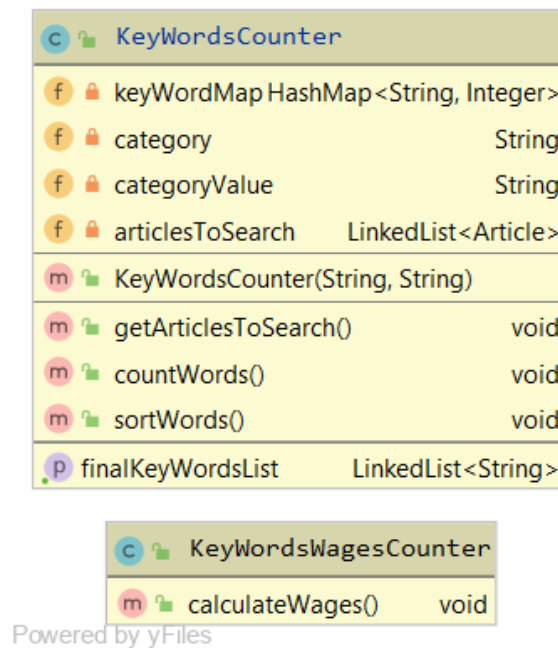 KeyWordsCounter
keyWordMap HashMap<String, Integer>
category String
categoryValue String
articlesToSearch LinkedList<Article>
KeyWordsCounter(String, String)
getArticlesToSearch() void
countWords() void
sortWords() void
finalKeyWordsList LinkedList<String>
KeyWordsWagesCounter
calculateWages() void
Powered by yFiles